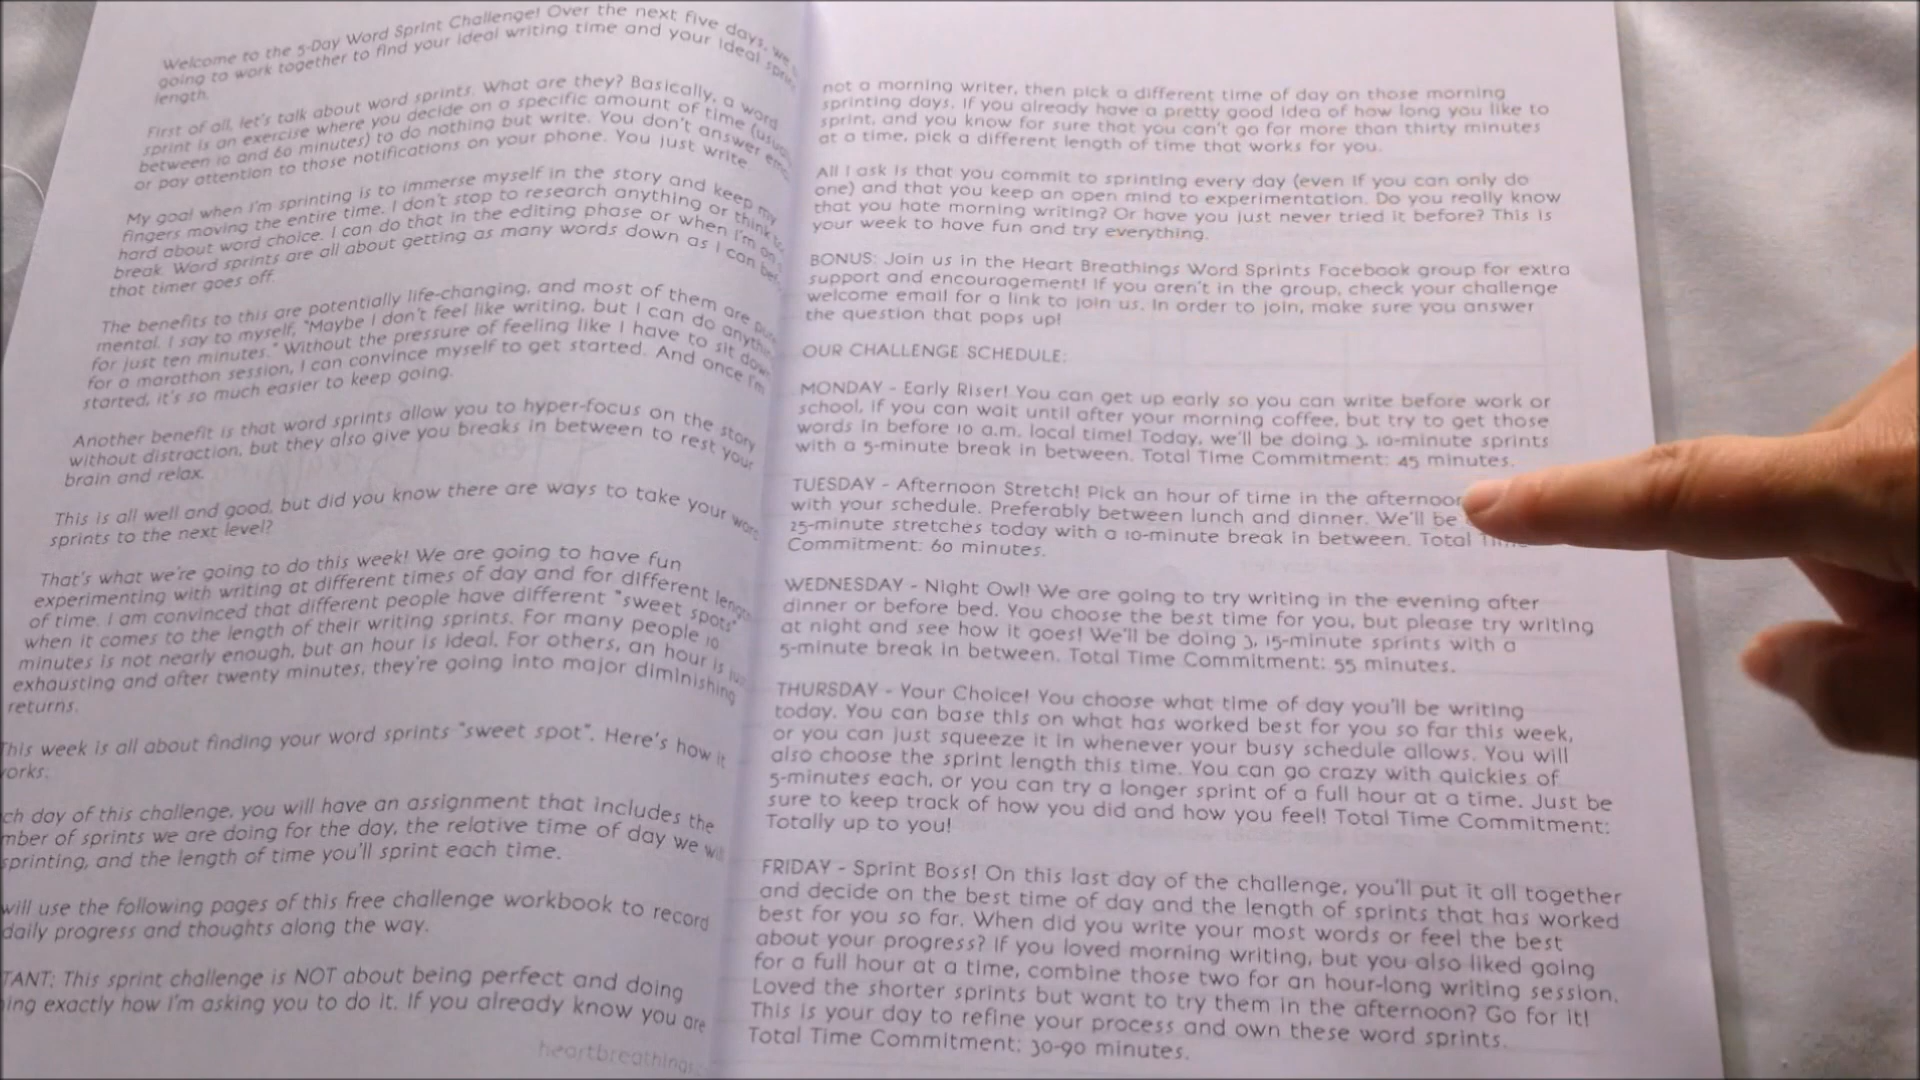 Welcome to the 5-Day Word Sprint Challenge! Over the next five days, we
going to work together to find your ideal writing time and your ideal sprint
length.
First of all, let's talk about word sprints. What are they? Basically, a word
sprint is an exercise where you decide on a specific amount of time (usually
between 10 and 60 minutes) to do nothing but write. You don't answer email
or pay attention to those notifications on your phone. You just write.
My goal when I'm sprinting is to immerse myself in the story and keep my
fingers moving the entire time. I don't stop to research anything or think too
hard about word choice. I can do that in the editing phase or when I'm on
break. Word sprints are all about getting as many words down as I can before
that timer goes off.
The benefits to this are potentially life-changing, and most of them are
mental. I say to myself, "Maybe I don't feel like writing, but I can do anything
for just ten minutes." Without the pressure of feeling like I have to sit down
for a marathon session, I can convince myself to get started. And once I'm
started, it's so much easier to keep going.
Another benefit is that word sprints allow you to hyper-focus on the story
without distraction, but they also give you breaks in between to rest your
brain and relax.
This is all well and good, but did you know there are ways to take your word
sprints to the next level?
That's what we're going to do this week! We are going to have fun
experimenting with writing at different times of day and for different lengths
of time. I am convinced that different people have different "sweet spots"
when it comes to the length of their writing sprints. For many people 10
minutes is not nearly enough, but an hour is ideal. For others, an hour is just
exhausting and after twenty minutes, they're going into major diminishing
returns.
This week is all about finding your word sprints "sweet spot". Here's how it
orks:
ch day of this challenge, you will have an assignment that includes the
mber of sprints we are doing for the day, the relative time of day we will
sprinting, and the length of time you'll sprint each time.
will use the following pages of this free challenge workbook to record
daily progress and thoughts along the way.
TANT: This sprint challenge is NOT about being perfect and doing
ing exactly how I'm asking you to do it. If you already know you are
heartbreathings
not a morning writer, then pick a different time of day on those morning
sprinting days. If you already have a pretty good idea of how long you like to
sprint, and you know for sure that you can't go for more than thirty minutes
at a time, pick a different length of time that works for you.
All I ask is that you commit to sprinting every day (even if you can only do
one) and that you keep an open mind to experimentation. Do you really know
that you hate morning writing? Or have you just never tried it before? This is
your week to have fun and try everything.
BONUS: Join us in the Heart Breathings Word Sprints Facebook group for extra
support and encouragement! If you aren't in the group, check your challenge
welcome email for a link to join us. In order to join, make sure you answer
the question that pops up!
OUR CHALLENGE SCHEDULE:
MONDAY - Early Riser! You can get up early so you can write before work or
school, if you can wait until after your morning coffee, but try to get those
words in before 10 a.m. local time! Today, we'll be doing 3, 10-minute sprints
with a 5-minute break in between. Total Time Commitment: 45 minutes.
TUESDAY - Afternoon Stretch! Pick an hour of time in the afternoon
with your schedule. Preferably between lunch and dinner. We'll be
25-minute stretches today with a 10-minute break in between. Total Time
Commitment: 60 minutes.
WEDNESDAY - Night Owl! We are going to try writing in the evening after
dinner or before bed. You choose the best time for you, but please try writing
at night and see how it goes! We'll be doing 3, 15-minute sprints with a
5-minute break in between. Total Time Commitment: 55 minutes.
THURSDAY - Your Choice! You choose what time of day you'll be writing
today. You can base this on what has worked best for you so far this week,
or you can just squeeze it in whenever your busy schedule allows. You will
also choose the sprint length this time. You can go crazy with quickies of
5-minutes each, or you can try a longer sprint of a full hour at a time. Just be
sure to keep track of how you did and how you feel! Total Time Commitment:
Totally up to you!
FRIDAY - Sprint Boss! On this last day of the challenge, you'll put it all together
and decide on the best time of day and the length of sprints that has worked
best for you so far. When did you write your most words or feel the best
about your progress? If you loved morning writing, but you also liked going
for a full hour at a time, combine those two for an hour-long writing session.
Loved the shorter sprints but want to try them in the afternoon? Go for it!
This is your day to refine your process and own these word sprints.
Total Time Commitment: 30-90 minutes.